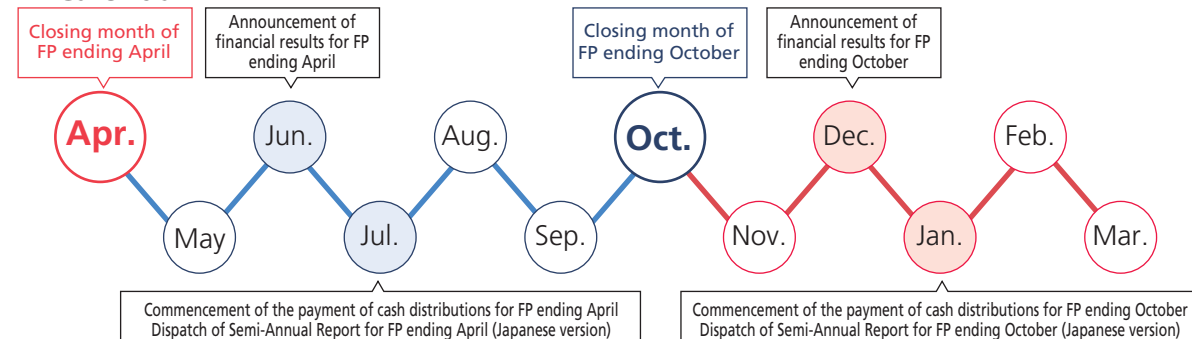 Closing month of
FP ending April
Announcement of
financial results for FP
ending April
Closing month of
FP ending October
Announcement of
financial results for FP
ending October
Apr.
Jun.
Aug.
Oct.
Dec.
Feb.
May
Jul.
Sep.
Nov.
Jan.
Mar.
Commencement of the payment of cash distributions for FP ending April
Dispatch of Semi-Annual Report for FP ending April (Japanese version)
Commencement of the payment of cash distributions for FP ending October
Dispatch of Semi-Annual Report for FP ending October (Japanese version)